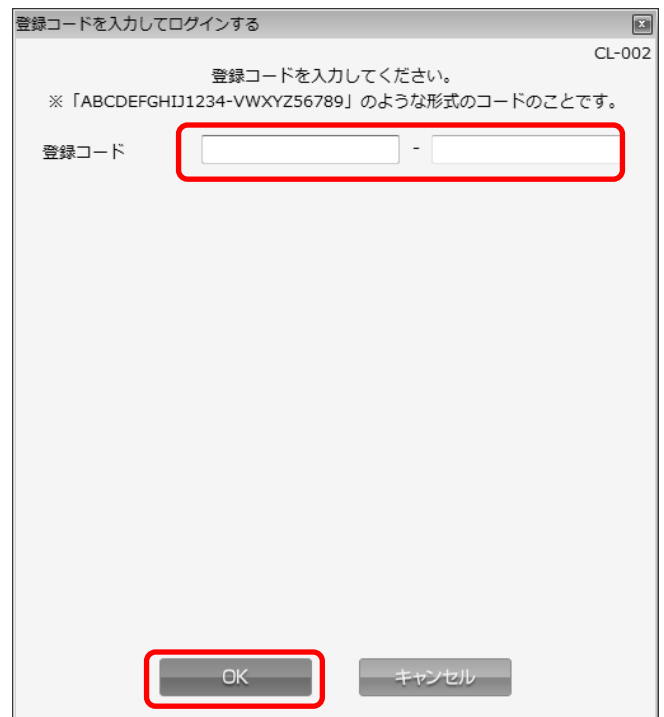 登録コードを入力してログインする
CL-002
登録コードを入力してください。
※「ABCDEFGHIJ1234-VWXYZ56789」のような形式のコードのことです。
登録コード -
OK キャンセル